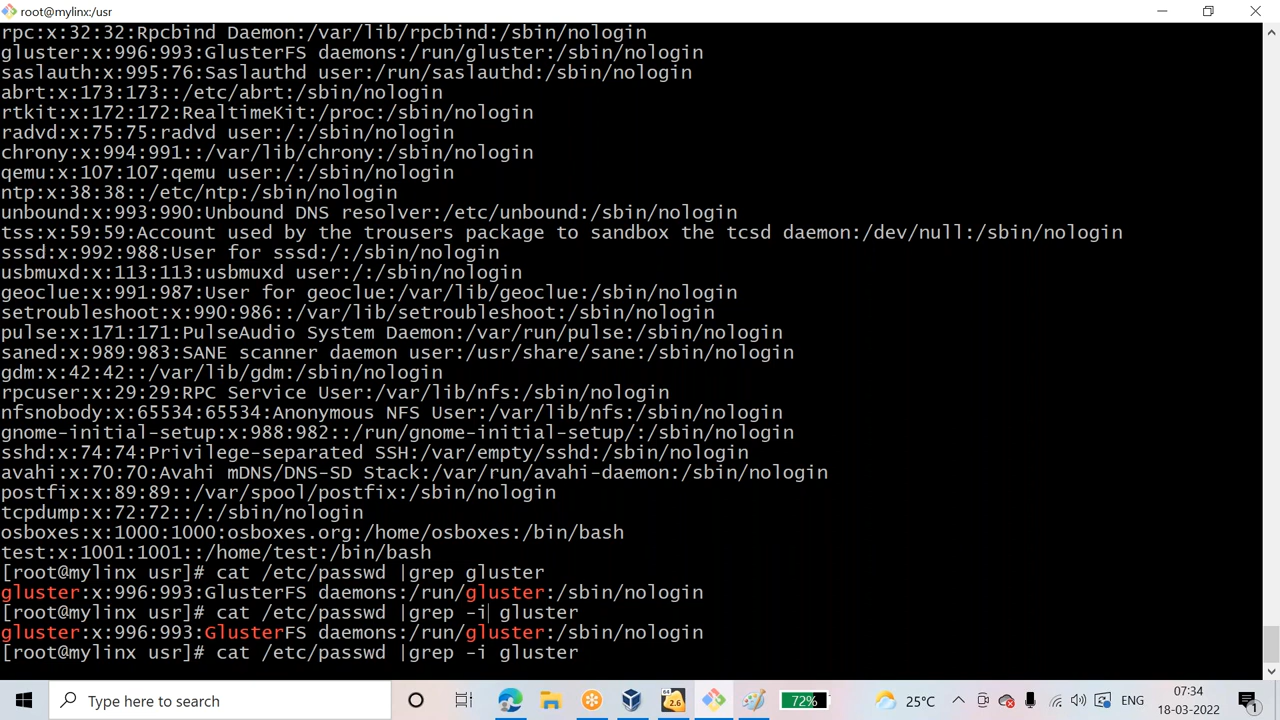 root@mylinx:/usr
rpc:x:32:32:Rpcbind Daemon:/var/lib/rpcbind:/sbin/nologin
gluster:x:996:993:GlusterFS daemons:/run/gluster:/sbin/nologin
saslauth:x:995:76:Saslauthd user:/run/saslauthd:/sbin/nologin
abrt:x:173:173::/etc/abrt:/sbin/nologin
rtkit:x:172:172:RealtimeKit:/proc:/sbin/nologin
radvd:x:75:75:radvd user:/:/sbin/nologin
chrony:x:994:991::/var/lib/chrony:/sbin/nologin
qemu:x:107:107:qemu user:/:/sbin/nologin
ntp:x:38:38::/etc/ntp:/sbin/nologin
unbound:x:993:990:Unbound DNS resolver:/etc/unbound:/sbin/nologin
tss:x:59:59:Account used by the trousers package to sandbox the tcsd daemon:/dev/null:/sbin/nologin
sssd:x:992:988:User for sssd:/:/sbin/nologin
usbmuxd:x:113:113:usbmuxd user:/:/sbin/nologin
geoclue:x:991:987:User for geoclue:/var/lib/geoclue:/sbin/nologin
setroubleshoot:x:990:986::/var/lib/setroubleshoot:/sbin/nologin
pulse:x:171:171:PulseAudio System Daemon:/var/run/pulse:/sbin/nologin
saned:x:989:983:SANE scanner daemon user:/usr/share/sane:/sbin/nologin
gdm:x:42:42::/var/lib/gdm:/sbin/nologin
rpcuser:x:29:29:RPC Service User:/var/lib/nfs:/sbin/nologin
nfsnobody:x:65534:65534:Anonymous NFS User:/var/lib/nfs:/sbin/nologin
gnome-initial-setup:x:988:982::/run/gnome-initial-setup/:/sbin/nologin
sshd:x:74:74:Privilege-separated SSH:/var/empty/sshd:/sbin/nologin
avahi:x:70:70:Avahi mDNS/DNS-SD Stack:/var/run/avahi-daemon:/sbin/nologin
postfix:x:89:89::/var/spool/postfix:/sbin/nologin
tcpdump:x:72:72::/:/sbin/nologin
osboxes:x:1000:1000:osboxes.org:/home/osboxes:/bin/bash
test:x:1001:1001::/home/test:/bin/bash
[root@mylinx usr]# cat /etc/passwd |grep gluster
gluster:x:996:993:GlusterFS daemons:/run/gluster:/sbin/nologin
[root@mylinx usr]# cat /etc/passwd |grep -i gluster
gluster:x:996:993:GlusterFS daemons:/run/gluster:/sbin/nologin
[root@mylinx usr]# cat /etc/passwd |grep -i gluster
Type here to search
64
2.6
72%
25°C
ENG
07:34
18-03-2022
1